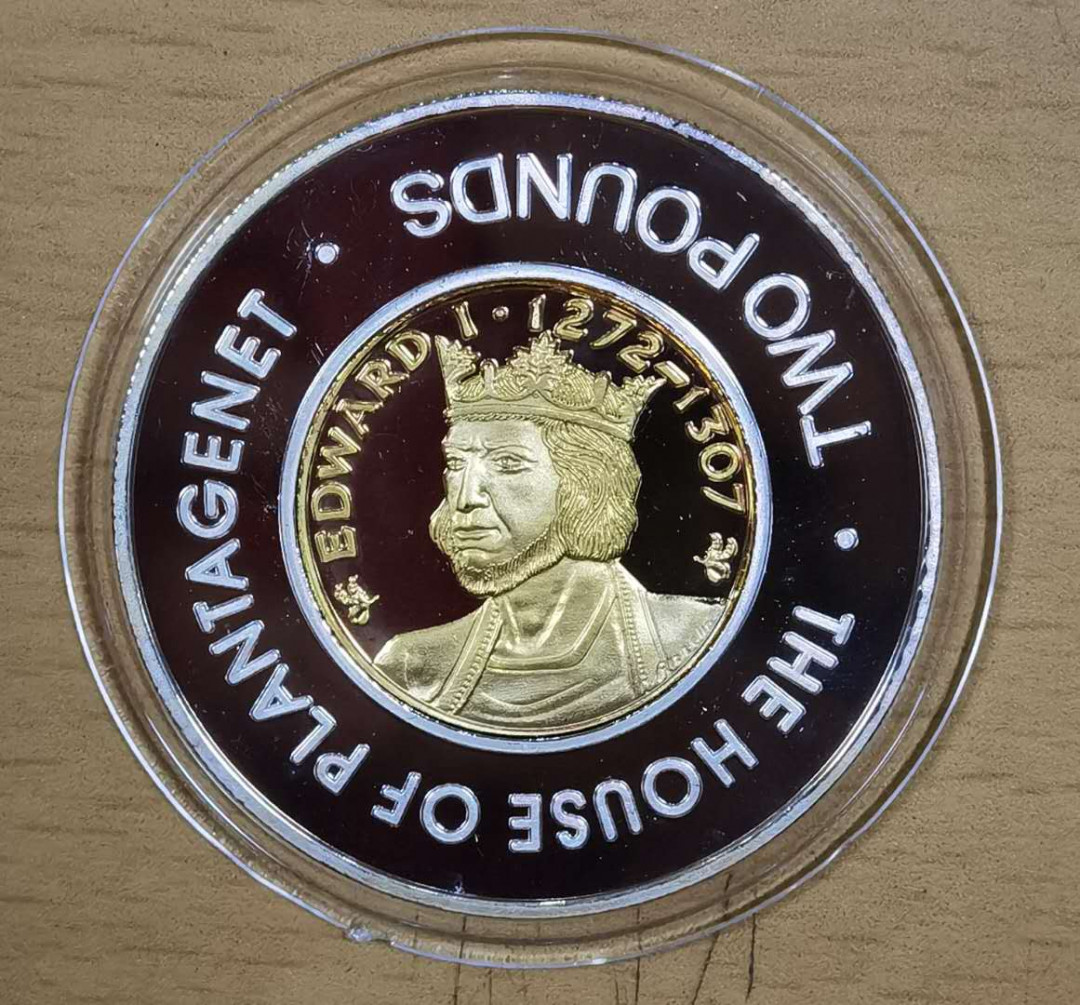 THE HOUSE OF PLANTAGENET • TWO POUNDS •
EDWARD I • 1272-1307